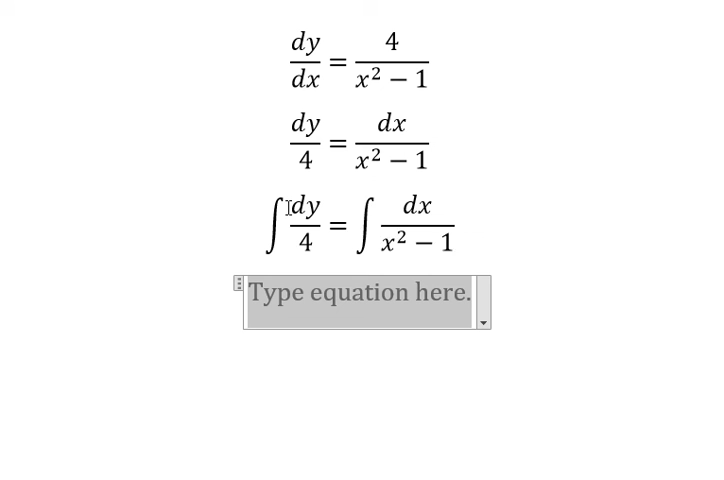 dy/dx = 4/(x² − 1)
dy/4 = dx/(x² − 1)
∫ dy/4 = ∫ dx/(x² − 1)
Type equation here.